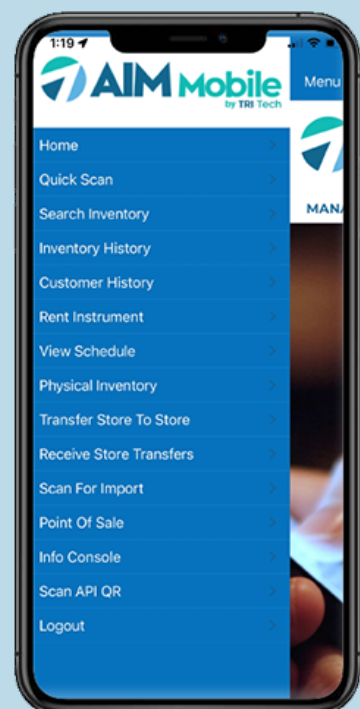 1:19
AIM Mobile
by TRI Tech
Menu
Home
Quick Scan
Search Inventory
MANA
Inventory History
Customer History
Rent Instrument
View Schedule
Physical Inventory
Transfer Store To Store
Receive Store Transfers
Scan For Import
Point Of Sale
Info Console
Scan API QR
Logout